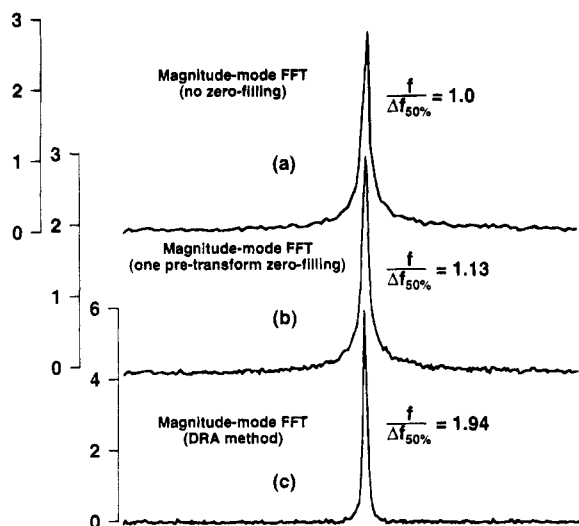 3
2
1
0
Magnitude-mode FFT
(no zero-filling)
f
Δf50% = 1.0
(a)
3
2
1
0
Magnitude-mode FFT
(one pre-transform zero-filling)
f
Δf50% = 1.13
(b)
6
4
2
0
Magnitude-mode FFT
(DRA method)
f
Δf50% = 1.94
(c)